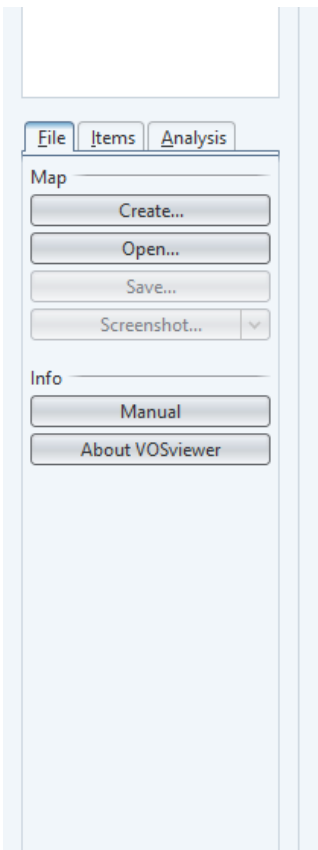 File Items Analysis
Map
Create...
Open...
Save...
Screenshot...
Info
Manual
About VOSviewer